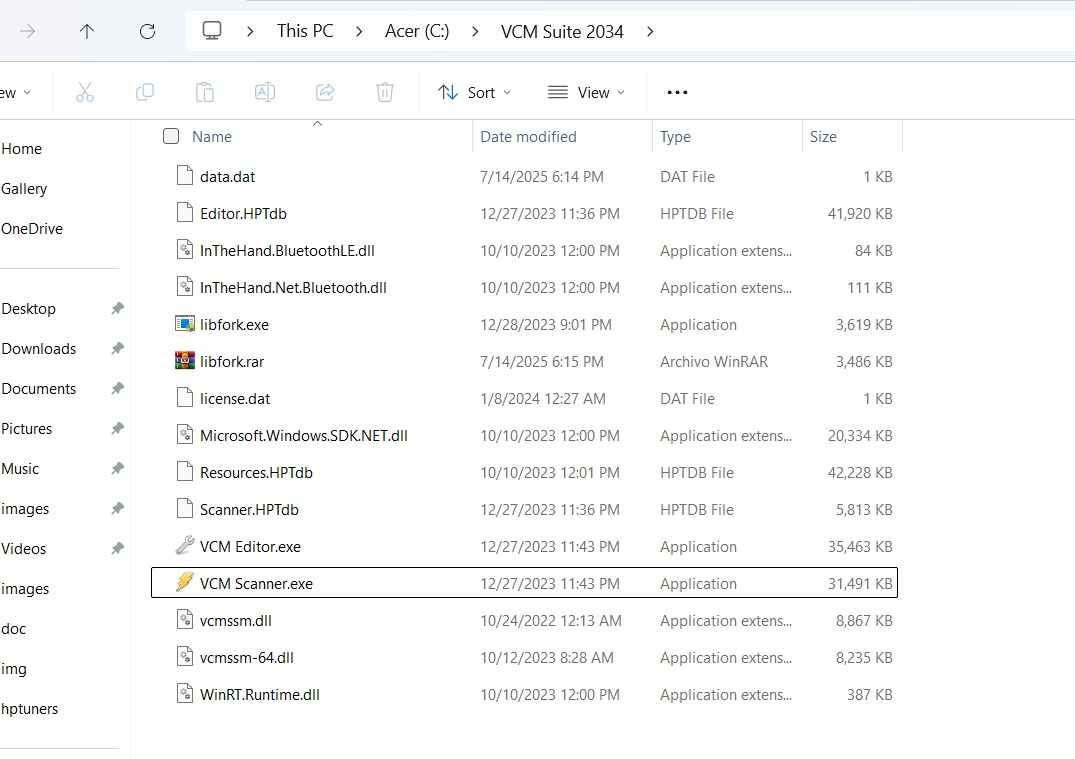 This PC > Acer (C:) > VCM Suite 2034 >
ew Sort View
Name Date modified Type Size
Home
Gallery
OneDrive
Desktop
Downloads
Documents
Pictures
Music
images
Videos
images
doc
img
hptuners
data.dat 7/14/2025 6:14 PM DAT File 1 KB
Editor.HPTdb 12/27/2023 11:36 PM HPTDB File 41,920 KB
InTheHand.BluetoothLE.dll 10/10/2023 12:00 PM Application extens... 84 KB
InTheHand.Net.Bluetooth.dll 10/10/2023 12:00 PM Application extens... 111 KB
libfork.exe 12/28/2023 9:01 PM Application 3,619 KB
libfork.rar 7/14/2025 6:15 PM Archivo WinRAR 3,486 KB
license.dat 1/8/2024 12:27 AM DAT File 1 KB
Microsoft.Windows.SDK.NET.dll 10/10/2023 12:00 PM Application extens... 20,334 KB
Resources.HPTdb 10/10/2023 12:01 PM HPTDB File 42,228 KB
Scanner.HPTdb 12/27/2023 11:36 PM HPTDB File 5,813 KB
VCM Editor.exe 12/27/2023 11:43 PM Application 35,463 KB
VCM Scanner.exe 12/27/2023 11:43 PM Application 31,491 KB
vcmssm.dll 10/24/2022 12:13 AM Application extens... 8,867 KB
vcmssm-64.dll 10/12/2023 8:28 AM Application extens... 8,235 KB
WinRT.Runtime.dll 10/10/2023 12:00 PM Application extens... 387 KB